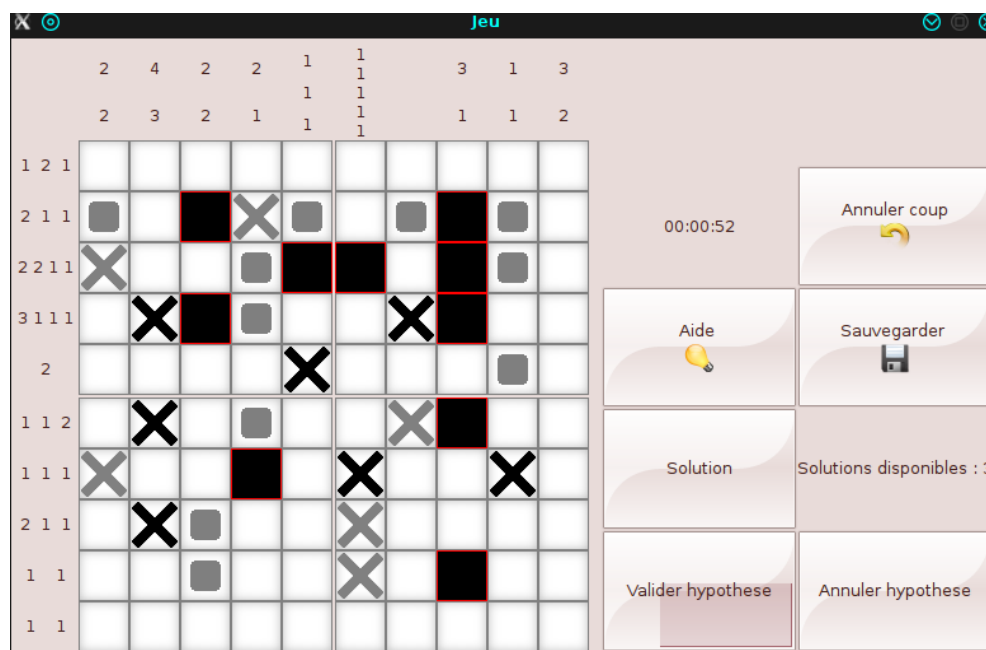 Jeu
2 4 2 2 1 1 3 1 3
1
1 1
1
2 3 2 1 1 1 1 1 2
1
1 2 1
2 1 1
2 2 1 1
3 1 1 1
2
1 1 2
1 1 1
2 1 1
1 1
1 1
00:00:52
Annuler coup
Aide
Sauvegarder
Solution
Solutions disponibles :
Valider hypothese
Annuler hypothese